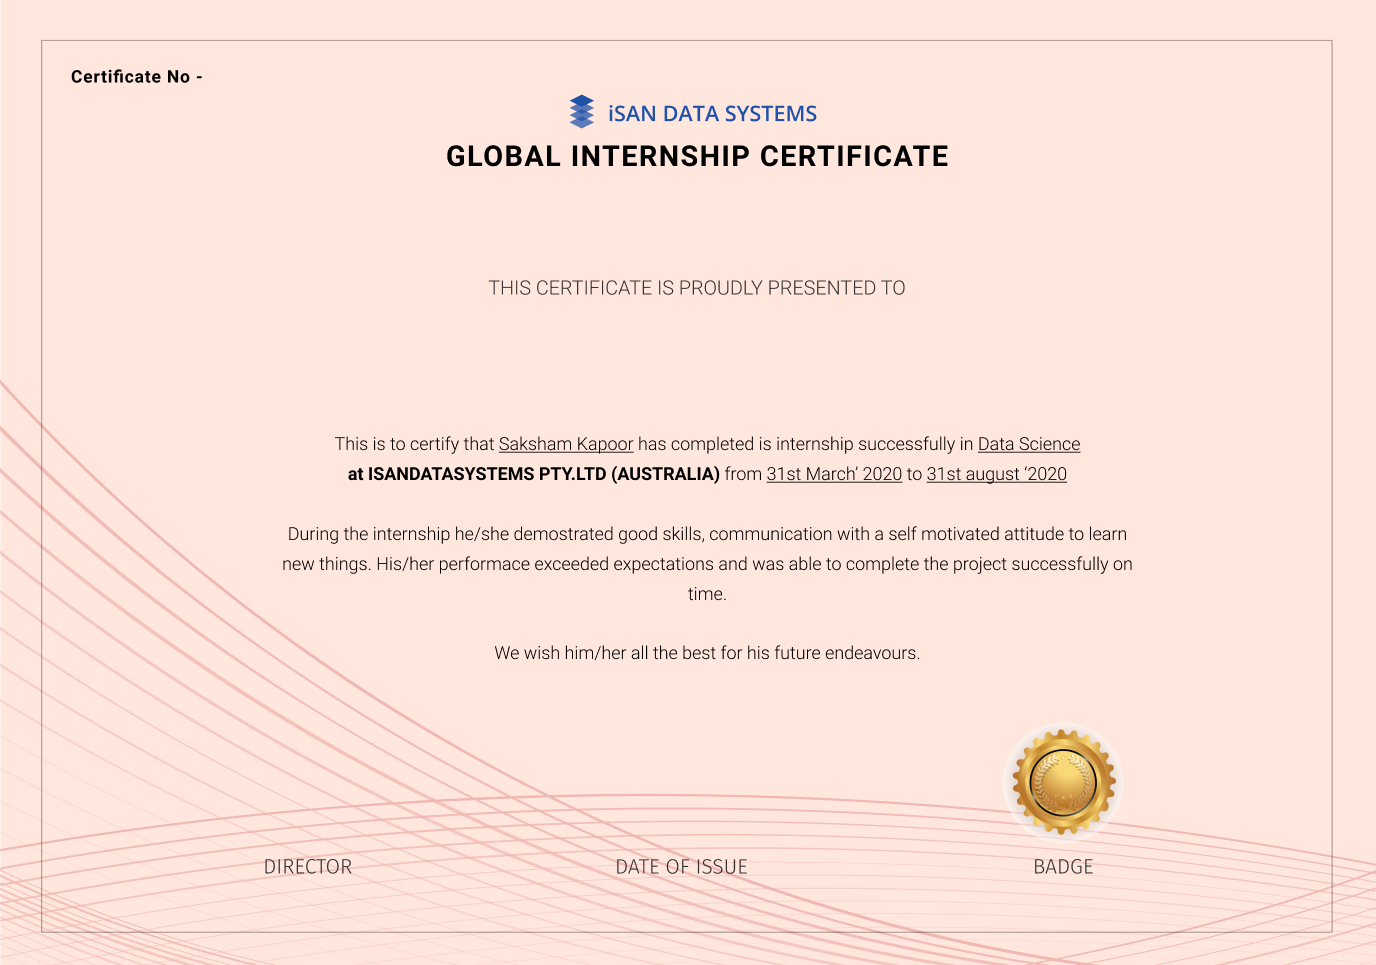 Certificate No -
iSAN DATA SYSTEMS
GLOBAL INTERNSHIP CERTIFICATE
THIS CERTIFICATE IS PROUDLY PRESENTED TO
This is to certify that Saksham Kapoor has completed is internship successfully in Data Science
at ISANDATASYSTEMS PTY.LTD (AUSTRALIA) from 31st March’ 2020 to 31st august ‘2020
During the internship he/she demostrated good skills, communication with a self motivated attitude to learn
new things. His/her performace exceeded expectations and was able to complete the project successfully on
time.
We wish him/her all the best for his future endeavours.
DIRECTOR
DATE OF ISSUE
BADGE